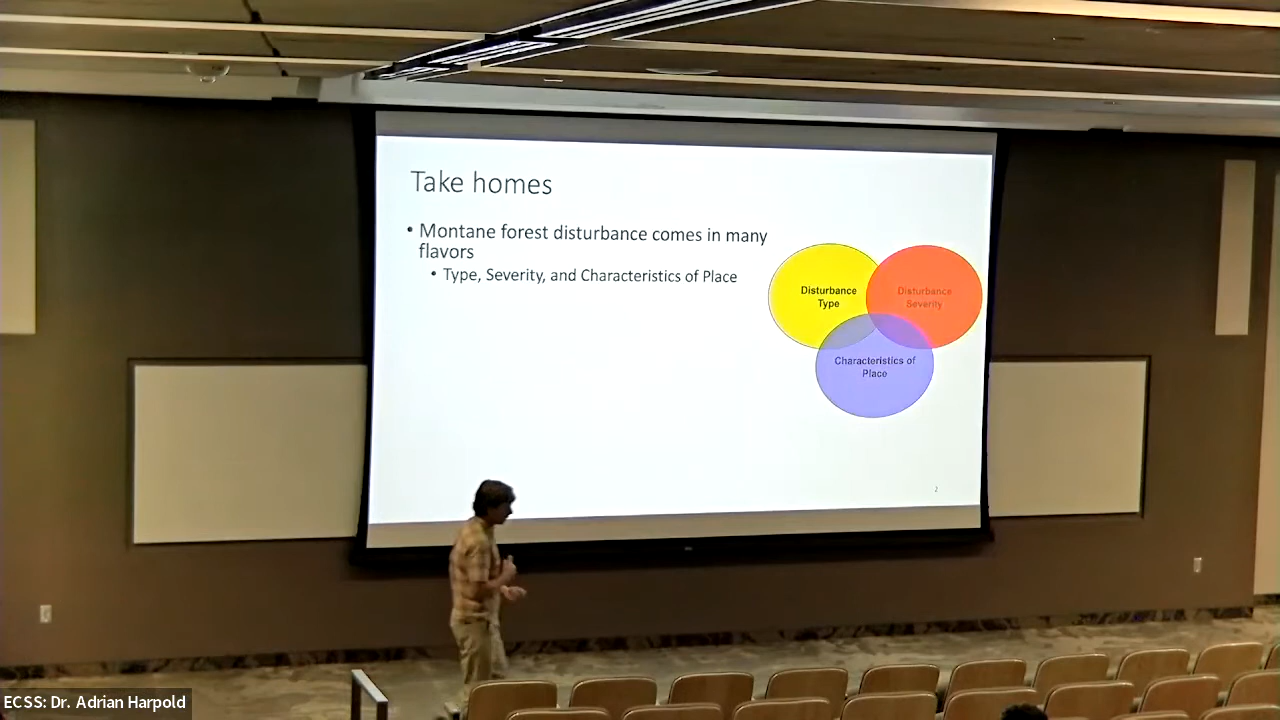 Take homes
• Montane forest disturbance comes in many
flavors
• Type, Severity, and Characteristics of Place
Disturbance
Type
Disturbance
Severity
Characteristics of
Place
2
ECSS: Dr. Adrian Harpold